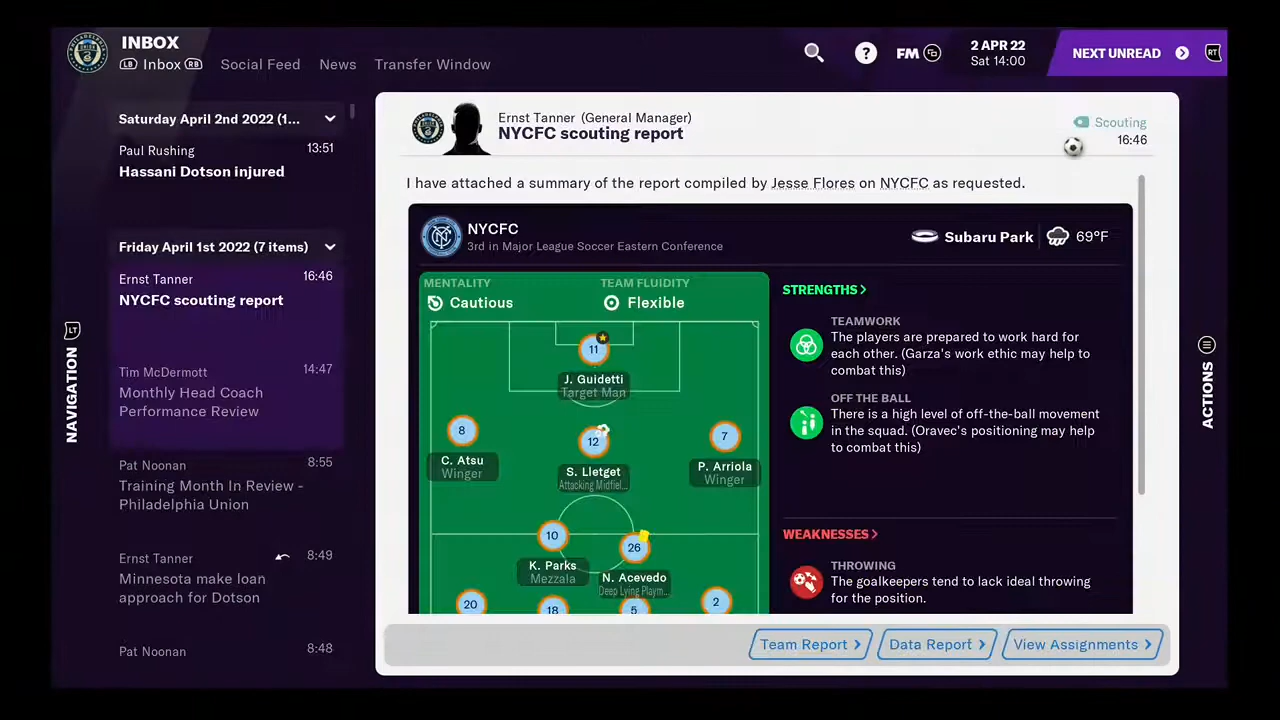 INBOX
LB Inbox RB
Social Feed
News
Transfer Window
FM
2 APR 22
Sat 14:00
NEXT UNREAD
RT
Saturday April 2nd 2022 (1...
Paul Rushing
13:51
Hassani Dotson injured
Friday April 1st 2022 (7 items)
Ernst Tanner
16:46
NYCFC scouting report
Tim McDermott
14:47
Monthly Head Coach
Performance Review
Pat Noonan
8:55
Training Month In Review -
Philadelphia Union
Ernst Tanner
8:49
Minnesota make loan
approach for Dotson
Pat Noonan
8:48
LT
NAVIGATION
Ernst Tanner (General Manager)
NYCFC scouting report
Scouting
16:46
I have attached a summary of the report compiled by Jesse Flores on NYCFC as requested.
NYCFC
3rd in Major League Soccer Eastern Conference
Subaru Park
69°F
MENTALITY
Cautious
TEAM FLUIDITY
Flexible
11
J. Guidetti
Target Man
8
C. Atsu
Winger
12
S. Lletget
Attacking Midfiel...
7
P. Arriola
Winger
10
K. Parks
Mezzala
26
N. Acevedo
Deep Lying Playm...
20
18
5
2
STRENGTHS >
TEAMWORK
The players are prepared to work hard for
each other. (Garza's work ethic may help to
combat this)
OFF THE BALL
There is a high level of off-the-ball movement
in the squad. (Oravec's positioning may help
to combat this)
WEAKNESSES >
THROWING
The goalkeepers tend to lack ideal throwing
for the position.
Team Report >
Data Report >
View Assignments >
ACTIONS